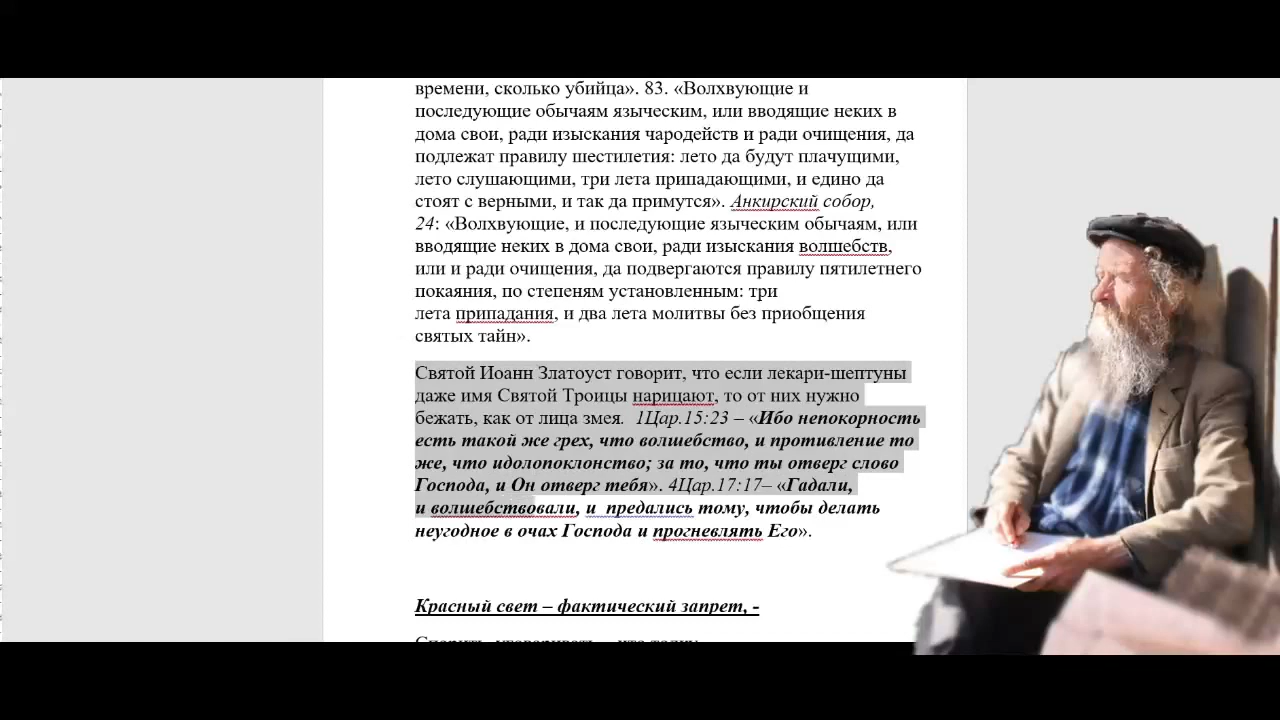 времени, сколько убийца». 83. «Волхвующие и
последующие обычаям языческим, или вводящие неких в
дома свои, ради изыскания чародейств и ради очищения, да
подлежат правилу шестилетия: лето да будут плачущими,
лето слушающими, три лета припадающими, и едино да
стоят с верными, и так да примутся». Анкирский собор,
24: «Волхвующие, и последующие языческим обычаям, или
вводящие неких в дома свои, ради изыскания волшебств,
или и ради очищения, да подвергаются правилу пятилетнего
покаяния, по степеням установленным: три
лета припадания, и два лета молитвы без приобщения
святых тайн».
Святой Иоанн Златоуст говорит, что если лекари-шептуны
даже имя Святой Троицы нарицают, то от них нужно
бежать, как от лица змея. 1Цар.15:23 – «Ибо непокорность
есть такой же грех, что волшебство, и противление то
же, что идолопоклонство; за то, что ты отверг слово
Господа, и Он отверг тебя». 4Цар.17:17– «Гадали,
и волшебствовали, и предались тому, чтобы делать
неугодное в очах Господа и прогневлять Его».
Красный свет – фактический запрет, -